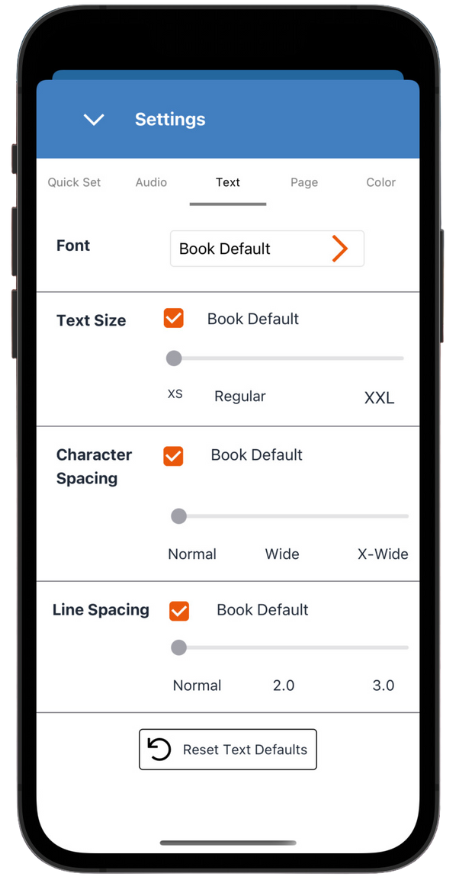 Settings
Quick Set Audio Text Page Color
Font Book Default
Text Size Book Default
XS Regular XXL
Character Spacing Book Default
Normal Wide X-Wide
Line Spacing Book Default
Normal 2.0 3.0
Reset Text Defaults